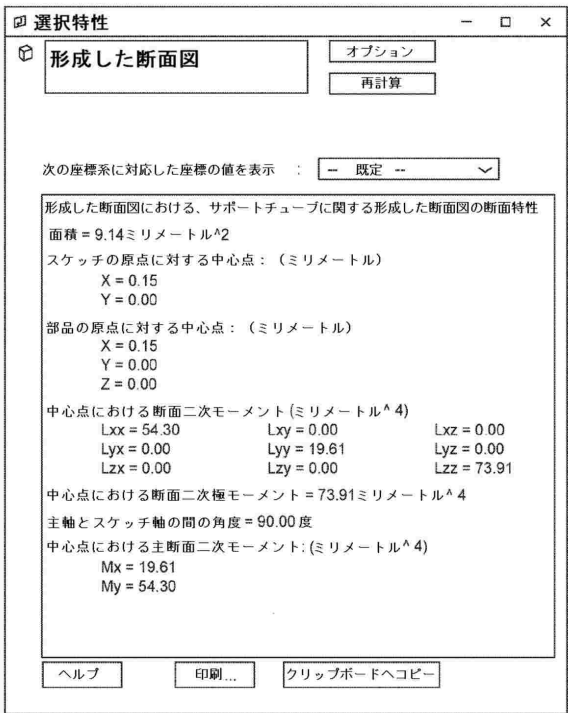 選択特性
形成した断面図
オプション
再計算
次の座標系に対応した座標の値を表示 : -- 既定 --
形成した断面図における、サポートチューブに関する形成した断面図の断面特性
面積 = 9.14ミリメートル^2
スケッチの原点に対する中心点：（ミリメートル）
X = 0.15
Y = 0.00
部品の原点に対する中心点：（ミリメートル）
X = 0.15
Y = 0.00
Z = 0.00
中心点における断面二次モーメント(ミリメートル^ 4)
Lxx = 54.30 Lxy = 0.00 Lxz = 0.00
Lyx = 0.00 Lyy = 19.61 Lyz = 0.00
Lzx = 0.00 Lzy = 0.00 Lzz = 73.91
中心点における断面二次極モーメント = 73.91ミリメートル^ 4
主軸とスケッチ軸の間の角度 = 90.00 度
中心点における主断面二次モーメント: (ミリメートル^ 4)
Mx = 19.61
My = 54.30
ヘルプ 印刷... クリップボードへコピー